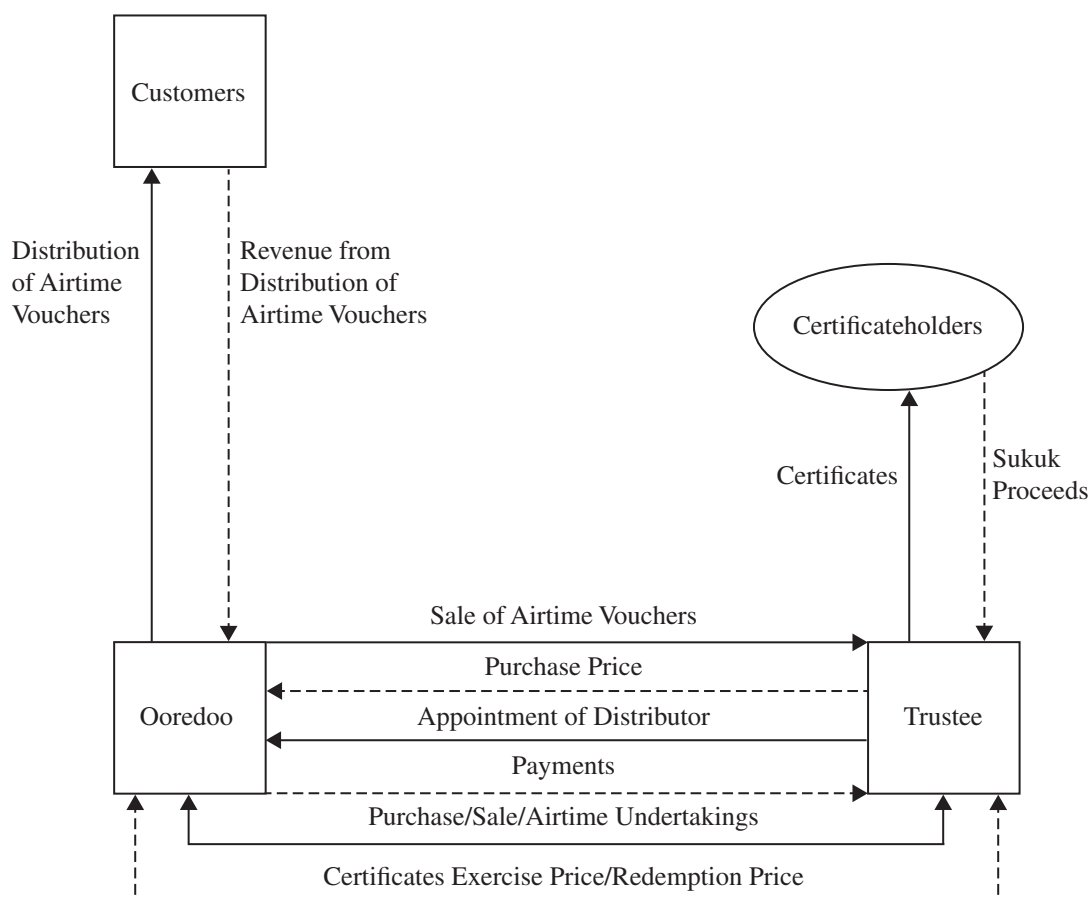 Customers
Distribution
of Airtime
Vouchers
Revenue from
Distribution of
Airtime Vouchers
Certificateholders
Certificates
Sukuk
Proceeds
Sale of Airtime Vouchers
Purchase Price
Ooredoo
Appointment of Distributor
Trustee
Payments
Purchase/Sale/Airtime Undertakings
Certificates Exercise Price/Redemption Price